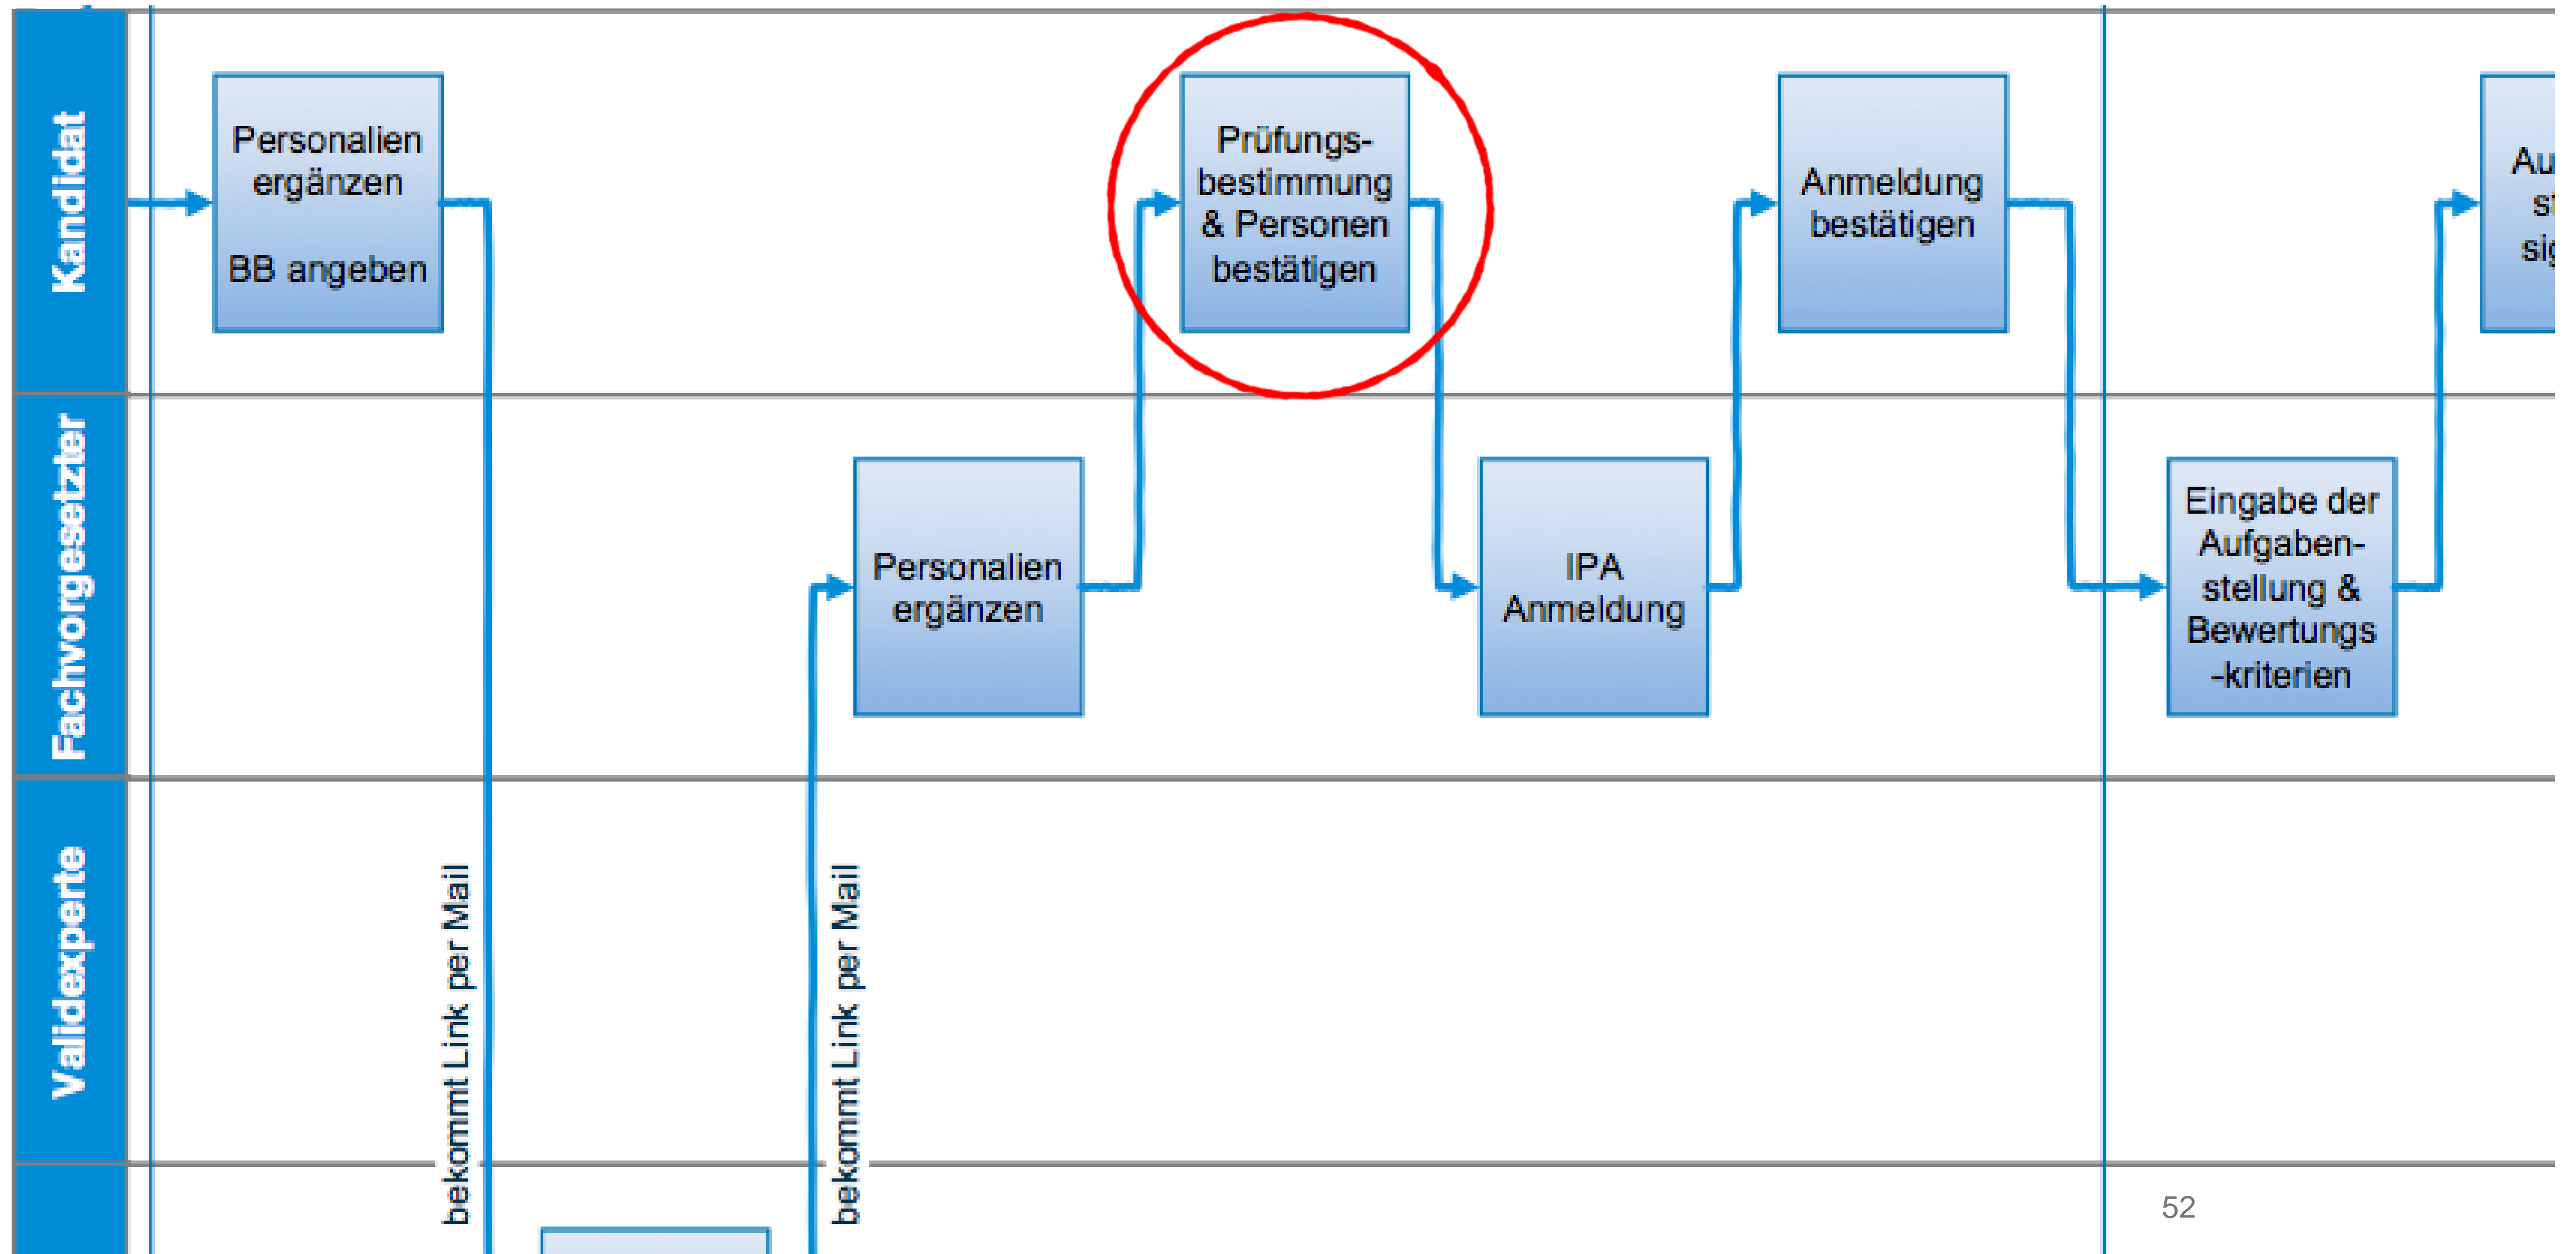 Kandidat
Personalien
ergänzen
BB angeben
Prüfungs-
bestimmung
& Personen
bestätigen
Anmeldung
bestätigen
Fachvorgesetzter
Personalien
ergänzen
IPA
Anmeldung
Eingabe der
Aufgaben-
stellung &
Bewertungs
-kriterien
Validexperte
bekommt Link per Mail
bekommt Link per Mail
52